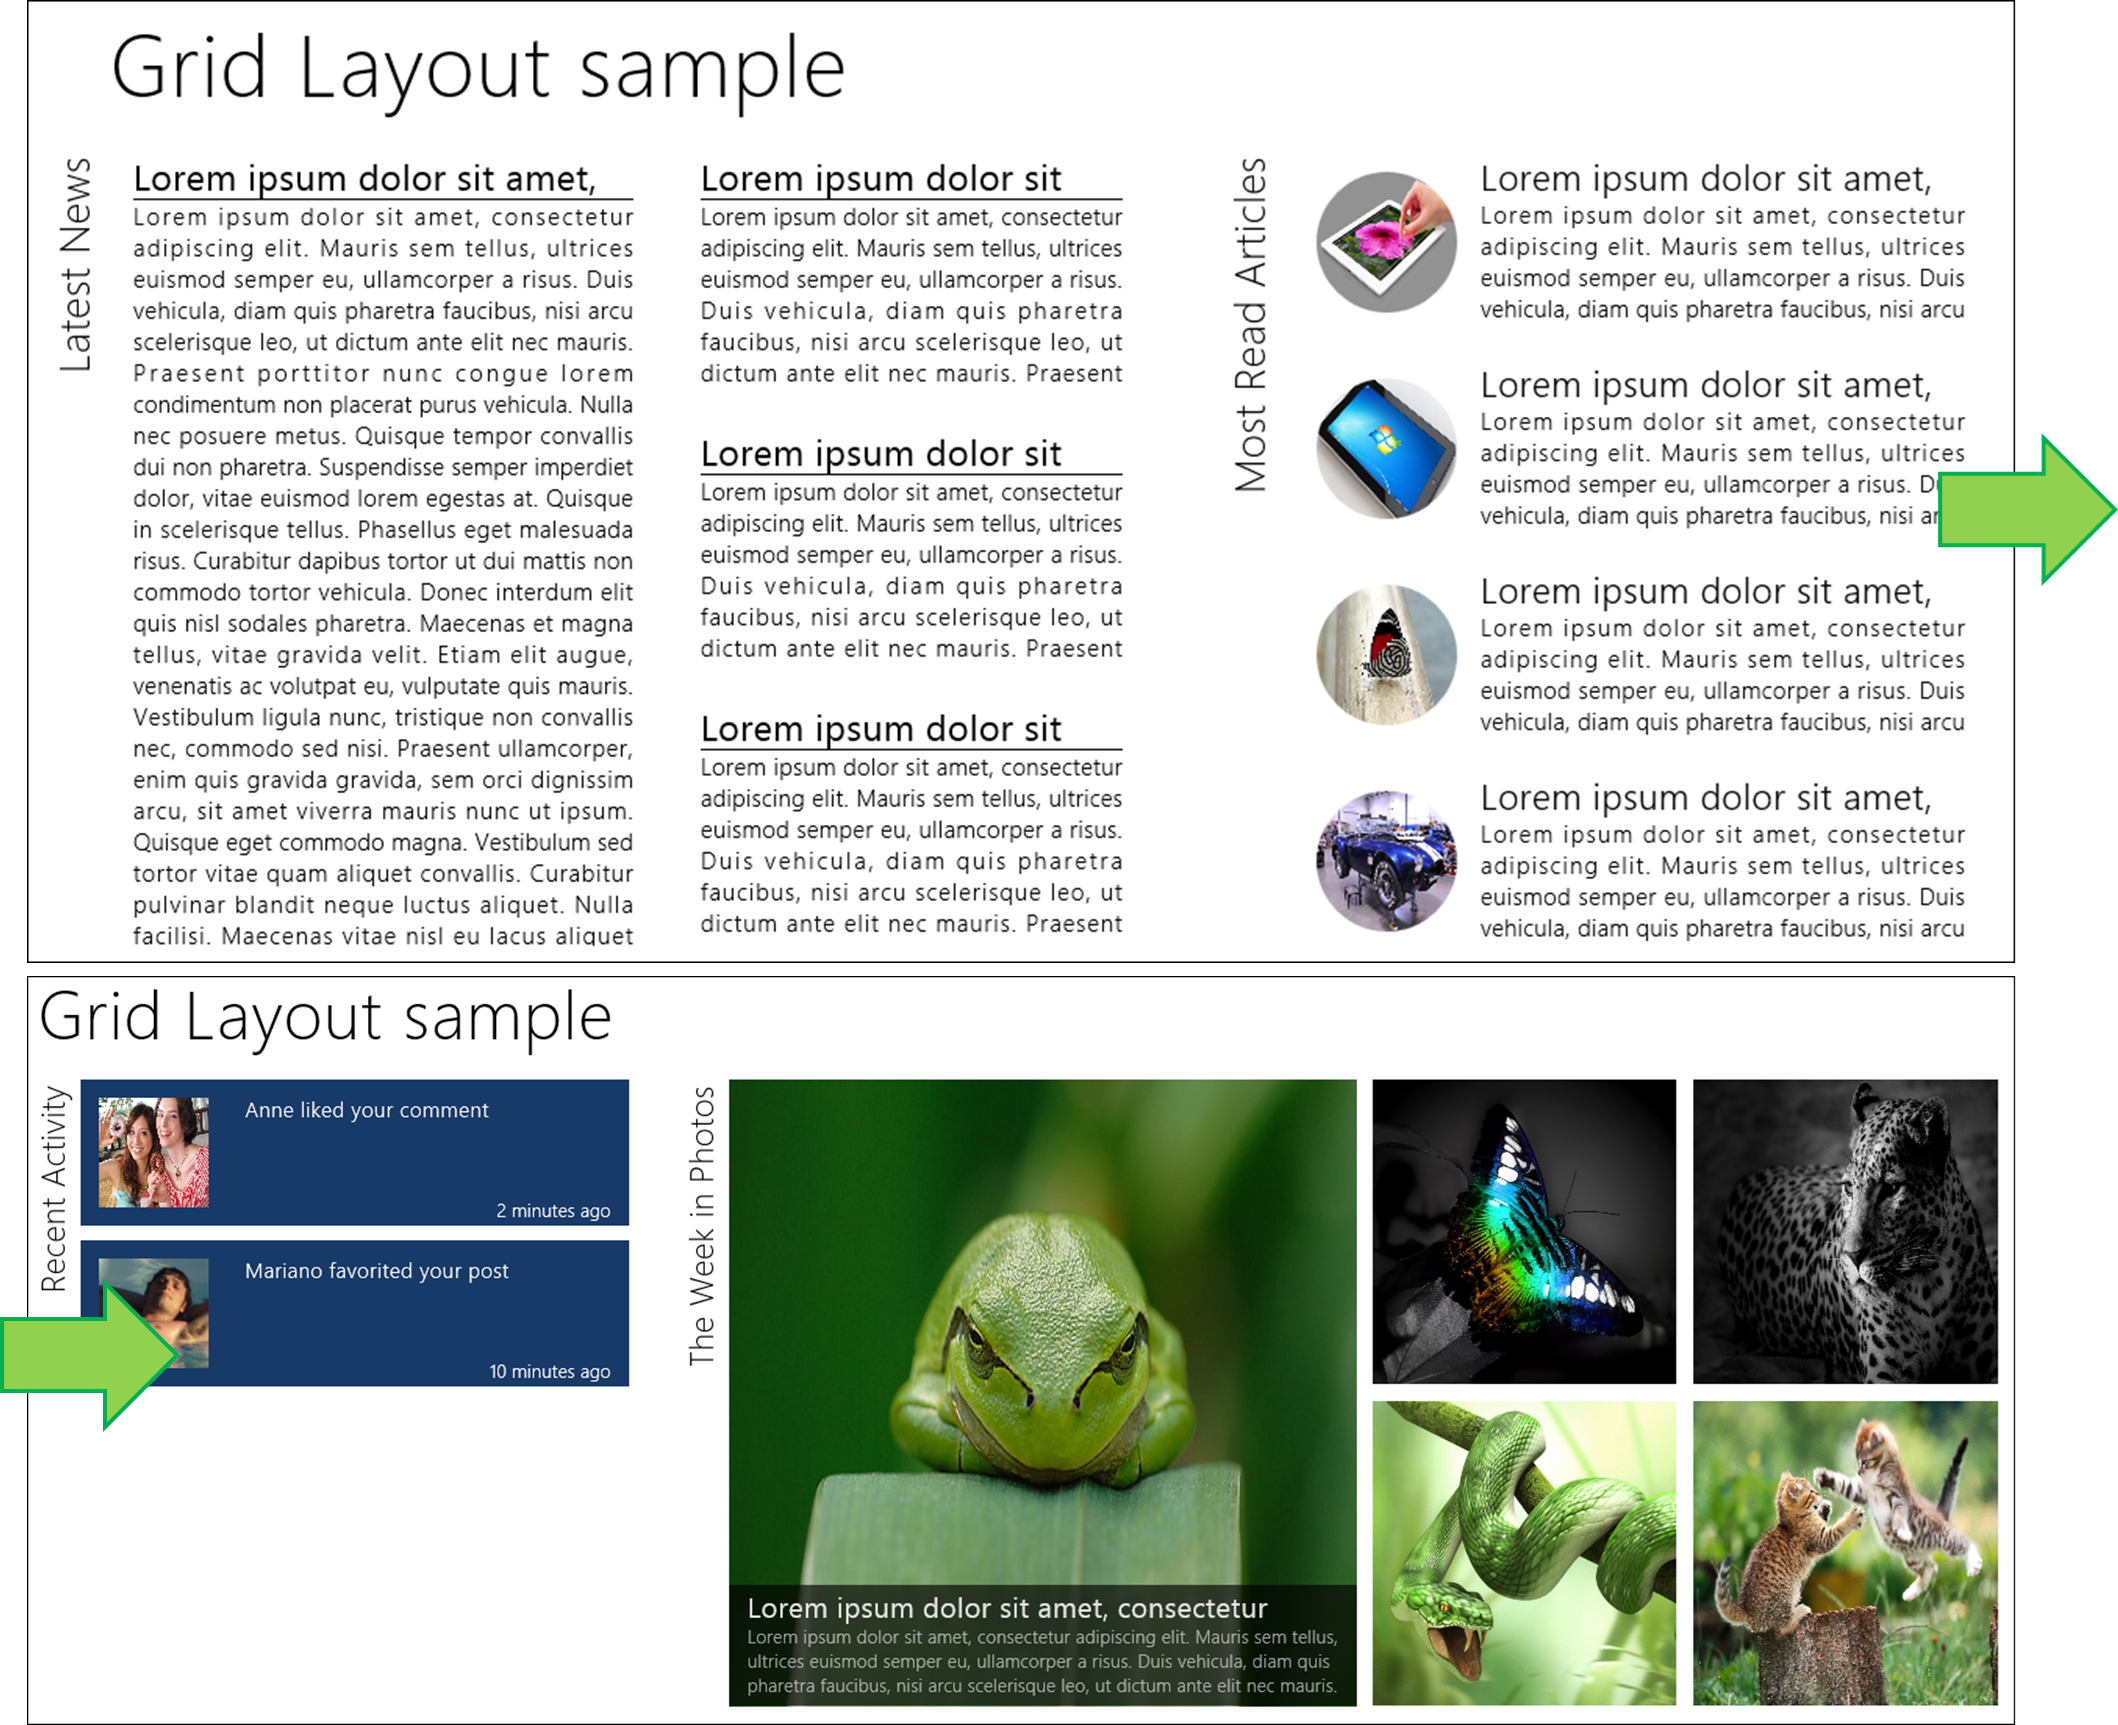 Grid Layout sample
Latest News
Lorem ipsum dolor sit amet,
Lorem ipsum dolor sit amet, consectetur
adipiscing elit. Mauris sem tellus, ultrices
euismod semper eu, ullamcorper a risus. Duis
vehicula, diam quis pharetra faucibus, nisi arcu
scelerisque leo, ut dictum ante elit nec mauris.
Praesent porttitor nunc congue lorem
condimentum non placerat purus vehicula. Nulla
nec posuere metus. Quisque tempor convallis
dui non pharetra. Suspendisse semper imperdiet
dolor, vitae euismod lorem egestas at. Quisque
in scelerisque tellus. Phasellus eget malesuada
risus. Curabitur dapibus tortor ut dui mattis non
commodo tortor vehicula. Donec interdum elit
quis nisl sodales pharetra. Maecenas et magna
tellus, vitae gravida velit. Etiam elit augue,
venenatis ac volutpat eu, vulputate quis mauris.
Vestibulum ligula nunc, tristique non convallis
nec, commodo sed nisi. Praesent ullamcorper,
enim quis gravida gravida, sem orci dignissim
arcu, sit amet viverra mauris nunc ut ipsum.
Quisque eget commodo magna. Vestibulum sed
tortor vitae quam aliquet convallis. Curabitur
pulvinar blandit neque luctus aliquet. Nulla
facilisi. Maecenas vitae nisl eu lacus aliquet
Lorem ipsum dolor sit
Lorem ipsum dolor sit amet, consectetur
adipiscing elit. Mauris sem tellus, ultrices
euismod semper eu, ullamcorper a risus.
Duis vehicula, diam quis pharetra
faucibus, nisi arcu scelerisque leo, ut
dictum ante elit nec mauris. Praesent
Lorem ipsum dolor sit
Lorem ipsum dolor sit amet, consectetur
adipiscing elit. Mauris sem tellus, ultrices
euismod semper eu, ullamcorper a risus.
Duis vehicula, diam quis pharetra
faucibus, nisi arcu scelerisque leo, ut
dictum ante elit nec mauris. Praesent
Lorem ipsum dolor sit
Lorem ipsum dolor sit amet, consectetur
adipiscing elit. Mauris sem tellus, ultrices
euismod semper eu, ullamcorper a risus.
Duis vehicula, diam quis pharetra
faucibus, nisi arcu scelerisque leo, ut
dictum ante elit nec mauris. Praesent
Most Read Articles
Lorem ipsum dolor sit amet,
Lorem ipsum dolor sit amet, consectetur
adipiscing elit. Mauris sem tellus, ultrices
euismod semper eu, ullamcorper a risus. Duis
vehicula, diam quis pharetra faucibus, nisi arcu
Lorem ipsum dolor sit amet,
Lorem ipsum dolor sit amet, consectetur
adipiscing elit. Mauris sem tellus, ultrices
euismod semper eu, ullamcorper a risus.
vehicula, diam quis pharetra faucibus, nisi
Lorem ipsum dolor sit amet,
Lorem ipsum dolor sit amet, consectetur
adipiscing elit. Mauris sem tellus, ultrices
euismod semper eu, ullamcorper a risus. Duis
vehicula, diam quis pharetra faucibus, nisi arcu
Lorem ipsum dolor sit amet,
Lorem ipsum dolor sit amet, consectetur
adipiscing elit. Mauris sem tellus, ultrices
euismod semper eu, ullamcorper a risus. Duis
vehicula, diam quis pharetra faucibus, nisi arcu
Grid Layout sample
Recent Activity
Anne liked your comment
2 minutes ago
Mariano favorited your post
10 minutes ago
The Week in Photos
Lorem ipsum dolor sit amet, consectetur
Lorem ipsum dolor sit amet, consectetur adipiscing elit. Mauris sem tellus,
ultrices euismod semper eu, ullamcorper a risus. Duis vehicula, diam quis
pharetra faucibus, nisi arcu scelerisque leo, ut dictum ante elit nec mauris.